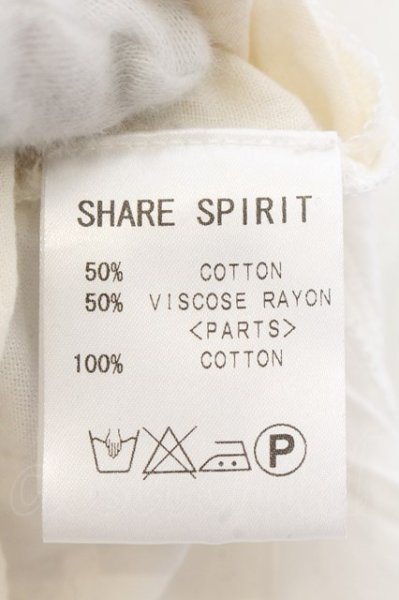 SHARE SPIRIT
50% COTTON
50% VISCOSE RAYON
<PARTS>
100% COTTON
P